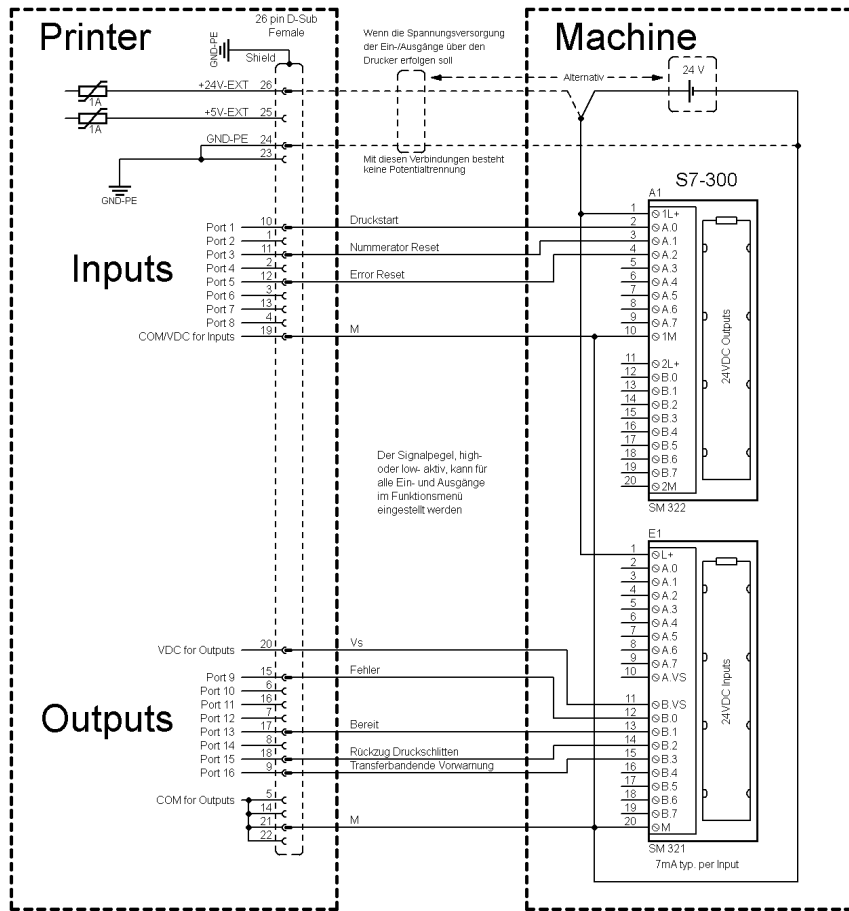 Printer
26 pin D-Sub
Female
GND-PE
Shield
+24V-EXT 26
1A
+5V-EXT 25
1A
GND-PE 24
23
GND-PE
Wenn die Spannungsversorgung
der Ein-/Ausgänge über den
Drucker erfolgen soll
Mit diesen Verbindungen besteht
keine Potentialtrennung
Machine
Alternativ
24 V
S7-300
A1
Inputs
Port 1 10 Druckstart
Port 2 1
Port 3 11 Nummerator Reset
Port 4 2
Port 5 12 Error Reset
Port 6 3
Port 7 13
Port 8 4
COM/VDC for Inputs 19 M
1 1L+
2 A.0
3 A.1
4 A.2
5 A.3
6 A.4
7 A.5
8 A.6
9 A.7
10 1M
11 2L+
12 B.0
13 B.1
14 B.2
15 B.3
16 B.4
17 B.5
18 B.6
19 B.7
20 2M
24VDC Outputs
SM 322
Der Signalpegel, high-
oder low- aktiv, kann für
alle Ein- und Ausgänge
im Funktionsmenü
eingestellt werden
Outputs
VDC for Outputs 20 Vs
Port 9 15 Fehler
Port 10 6
Port 11 16
Port 12 7
Port 13 17 Bereit
Port 14 8
Port 15 18 Rückzug Druckschlitten
Port 16 9 Transferbandende Vorwarnung
COM for Outputs 5
14
21 M
22
E1
1 L+
2 A.0
3 A.1
4 A.2
5 A.3
6 A.4
7 A.5
8 A.6
9 A.7
10 A.VS
11 B.VS
12 B.0
13 B.1
14 B.2
15 B.3
16 B.4
17 B.5
18 B.6
19 B.7
20 M
24VDC Inputs
SM 321
7mA typ. per Input